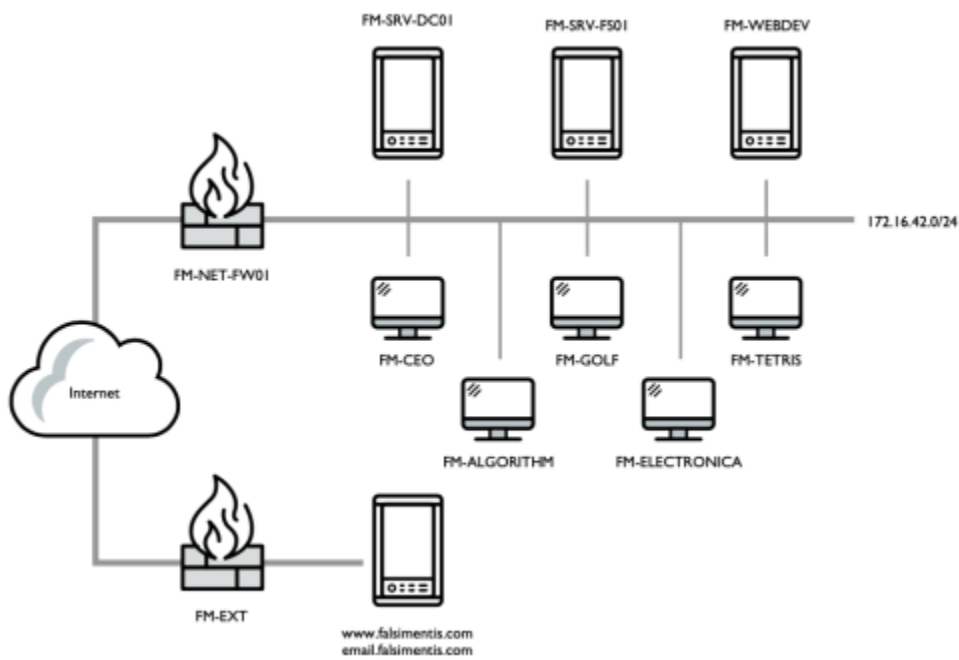 FM-SRV-DC01
FM-SRV-FS01
FM-WEBDEV
172.16.42.0/24
FM-NET-FW01
FM-CEO
FM-GOLF
FM-TETRIS
Internet
FM-ALGORITHM
FM-ELECTRONICA
FM-EXT
www.falsimentis.com
email.falsimentis.com